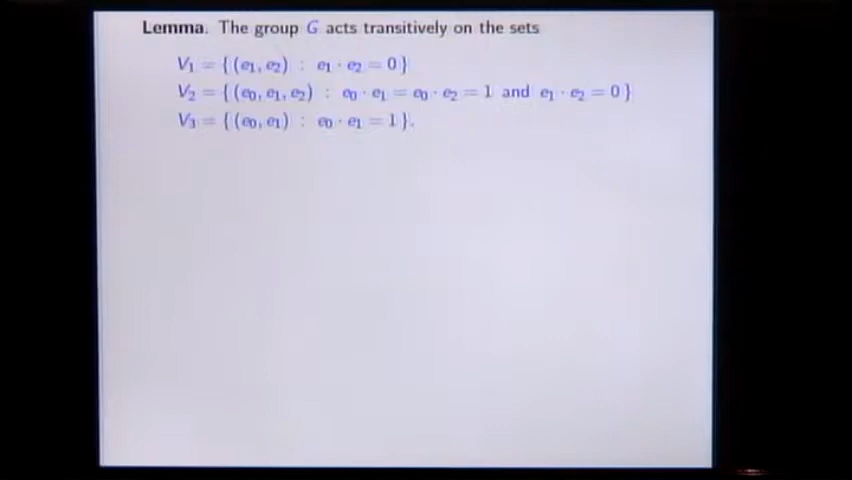 Lemma. The group G acts transitively on the sets
V₁ = { (e₁, e₂) : e₁ · e₂ = 0 }
V₂ = { (e₀, e₁, e₂) : e₀ · e₁ = e₀ · e₂ = 1 and e₁ · e₂ = 0 }
V₃ = { (e₀, e₁) : e₀ · e₁ = 1 }.